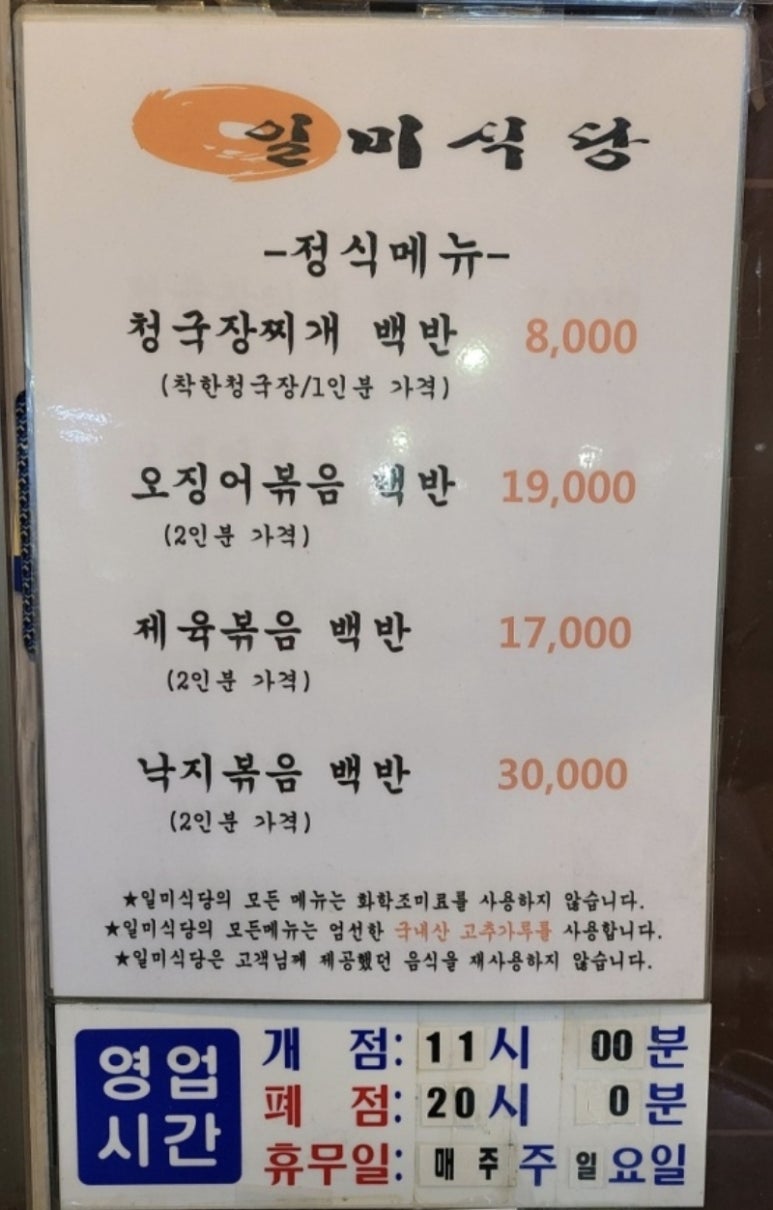 일미식당
-정식메뉴-
청국장찌개 백반 8,000
(착한청국장/1인분 가격)
오징어볶음 백반 19,000
(2인분 가격)
제육볶음 백반 17,000
(2인분 가격)
낙지볶음 백반 30,000
(2인분 가격)
★일미식당의 모든 메뉴는 화학조미료를 사용하지 않습니다.
★일미식당의 모든메뉴는 엄선한 국내산 고추가루를 사용합니다.
★일미식당은 고객님께 제공했던 음식을 재사용하지 않습니다.
영업시간
개 점: 11시 00분
폐 점: 20시 0분
휴무일: 매 주 주 일 요일